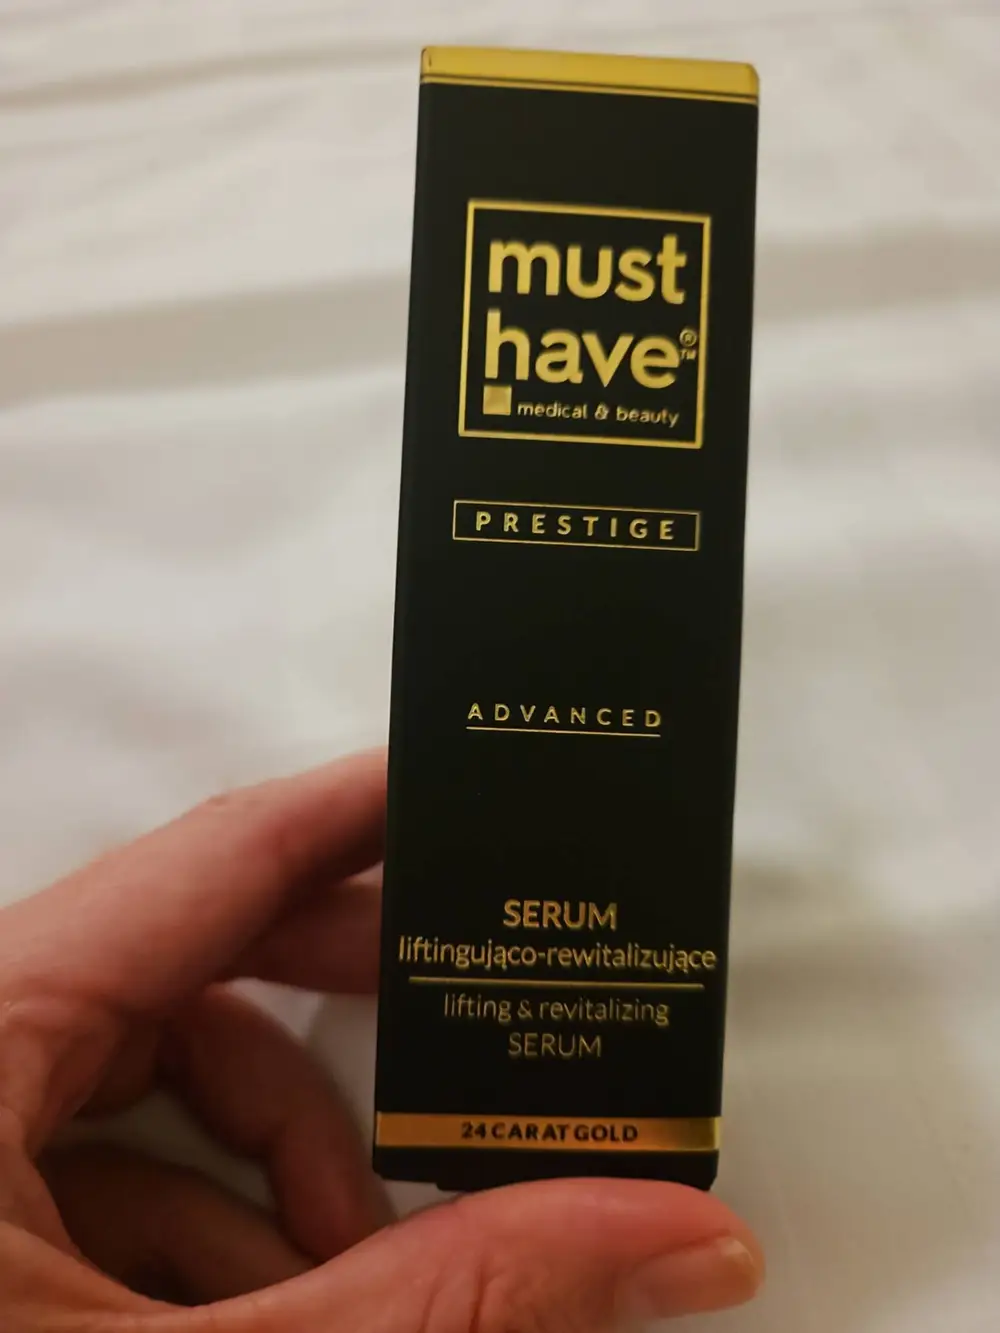 must
have®™
medical & beauty
PRESTIGE
ADVANCED
SERUM
liftingująco-rewitalizujące
lifting & revitalizing
SERUM
24 CARAT GOLD